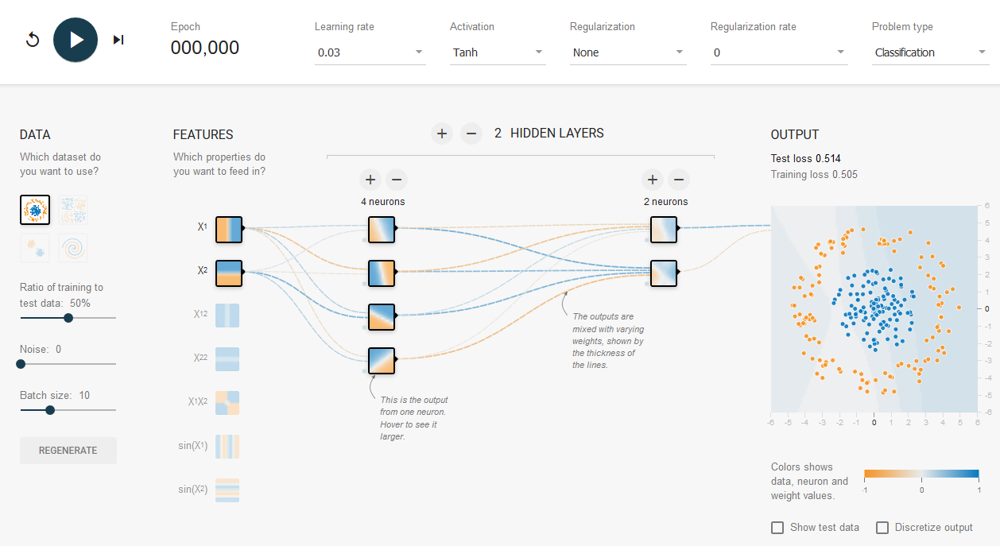 Epoch
000,000
Learning rate
0.03
Activation
Tanh
Regularization
None
Regularization rate
0
Problem type
Classification
DATA
Which dataset do
you want to use?
Ratio of training to
test data: 50%
Noise: 0
Batch size: 10
REGENERATE
FEATURES
Which properties do
you want to feed in?
X1
X2
X12
X22
X1X2
sin(X1)
sin(X2)
+ − 2 HIDDEN LAYERS
+ −
4 neurons
+ −
2 neurons
This is the output
from one neuron.
Hover to see it
larger.
The outputs are
mixed with varying
weights, shown by
the thickness of
the lines.
OUTPUT
Test loss 0.514
Training loss 0.505
6
5
4
3
2
1
0
-1
-2
-3
-4
-5
-6
-6 -5 -4 -3 -2 -1 0 1 2 3 4 5 6
Colors shows
data, neuron and
weight values.
-1 0 1
Show test data
Discretize output